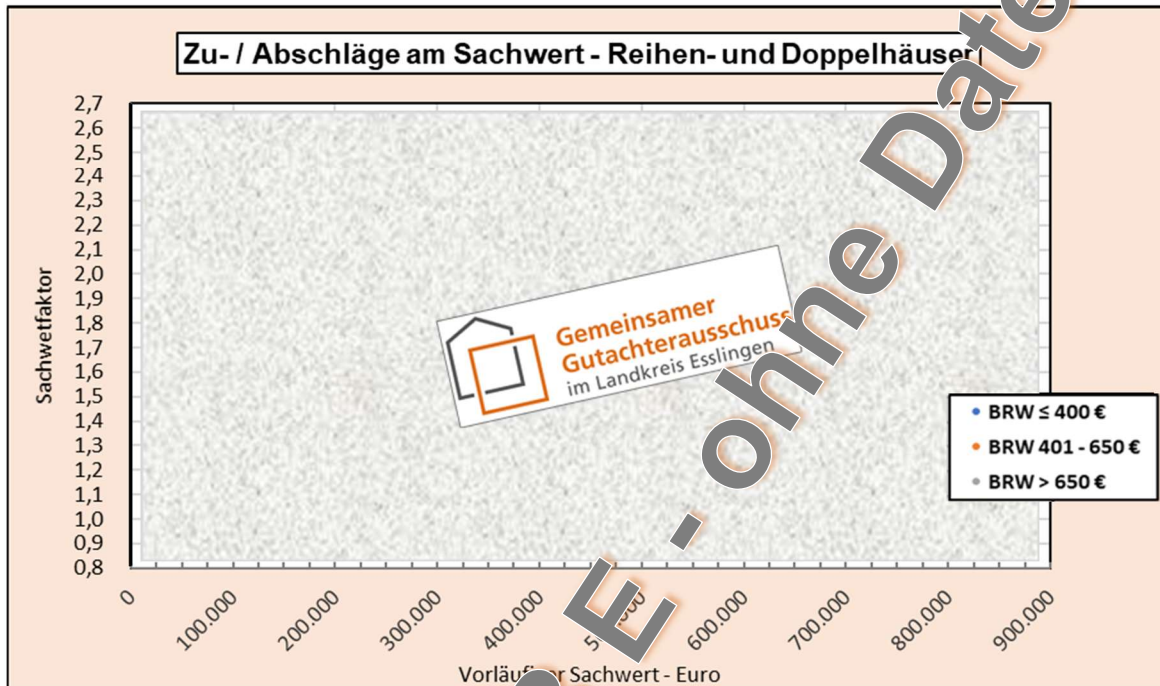 Zu- / Abschläge am Sachwert - Reihen- und Doppelhäuser
2,7
2,6
2,5
2,4
2,3
2,2
2,1
2,0
1,9
1,8
1,7
1,6
1,5
1,4
1,3
1,2
1,1
1,0
0,9
0,8
Sachwetfaktor
Gemeinsamer
Gutachterausschuss
im Landkreis Esslingen
BRW ≤ 400 €
BRW 401 - 650 €
BRW > 650 €
0
100.000
200.000
300.000
400.000
600.000
700.000
800.000
900.000
Sachwert - Euro
E - ohne Date